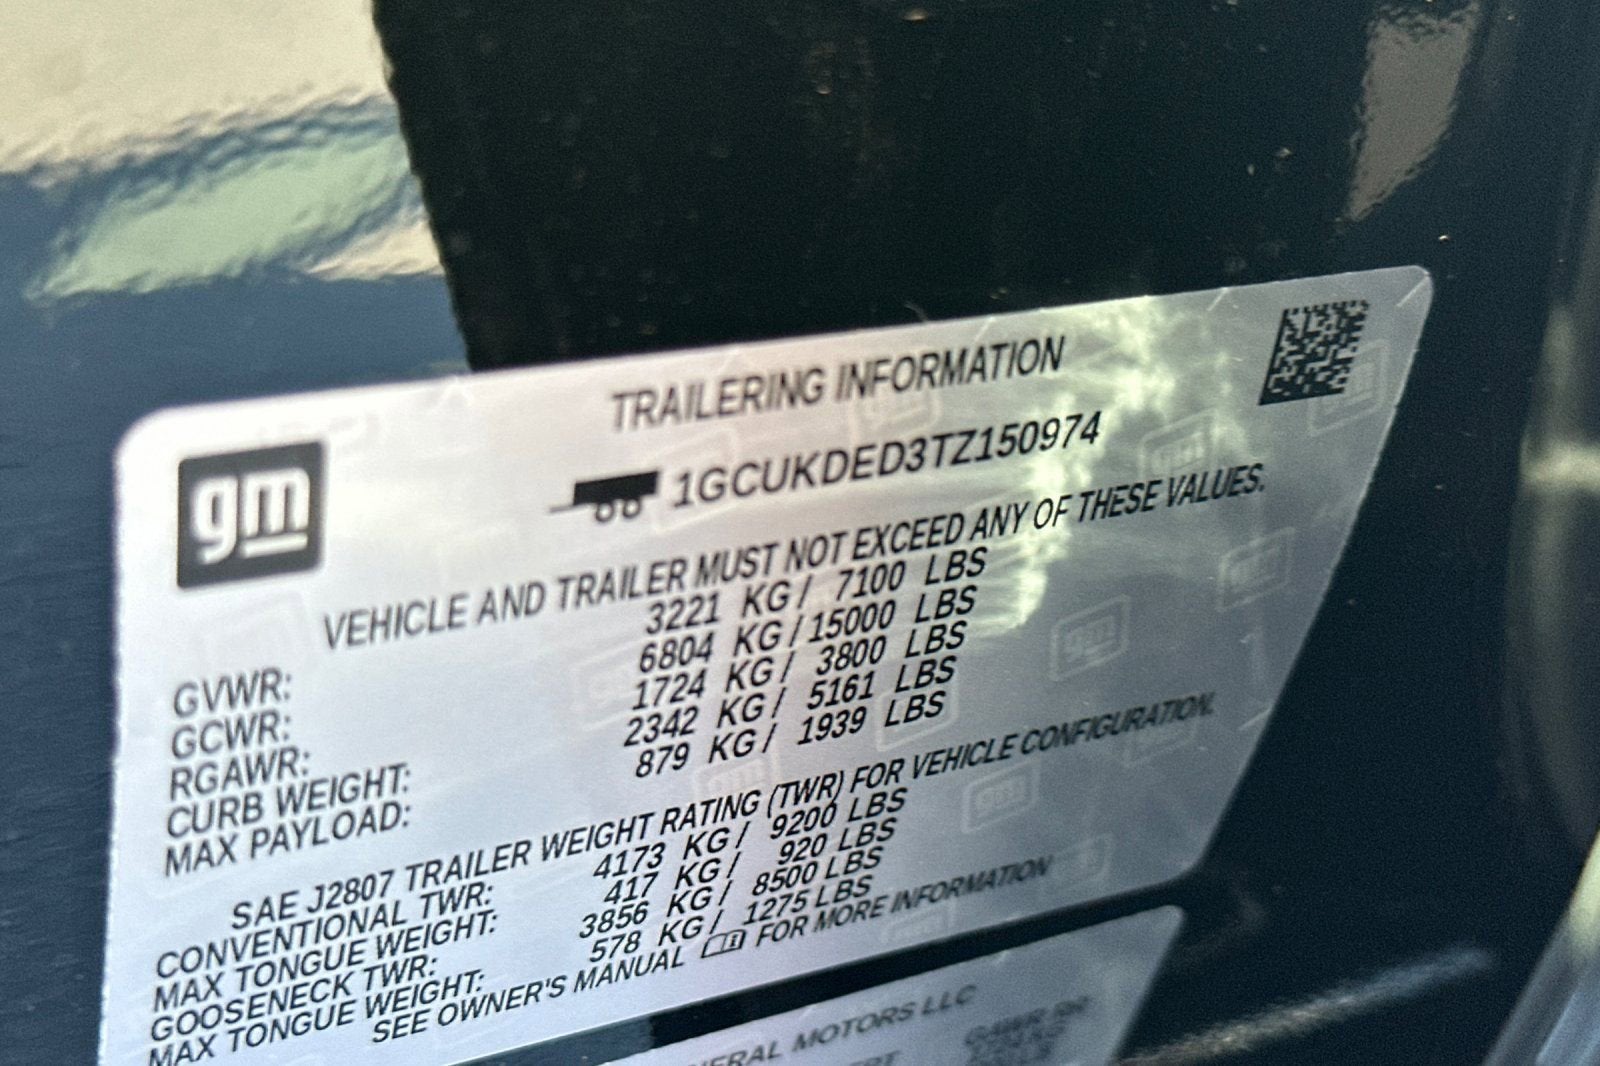 TRAILERING INFORMATION
gm
1GCUKDED3TZ150974
VEHICLE AND TRAILER MUST NOT EXCEED ANY OF THESE VALUES.
GVWR: 3221 KG/ 7100 LBS
GCWR: 6804 KG/15000 LBS
RGAWR: 1724 KG/ 3800 LBS
CURB WEIGHT: 2342 KG/ 5161 LBS
MAX PAYLOAD: 879 KG/ 1939 LBS
SAE J2807 TRAILER WEIGHT RATING (TWR) FOR VEHICLE CONFIGURATION.
CONVENTIONAL TWR: 4173 KG/ 9200 LBS
MAX TONGUE WEIGHT: 417 KG/ 920 LBS
GOOSENECK TWR: 3856 KG/ 8500 LBS
MAX TONGUE WEIGHT: 578 KG/ 1275 LBS
SEE OWNER'S MANUAL FOR MORE INFORMATION
MOTORS LLC
GAWR RR